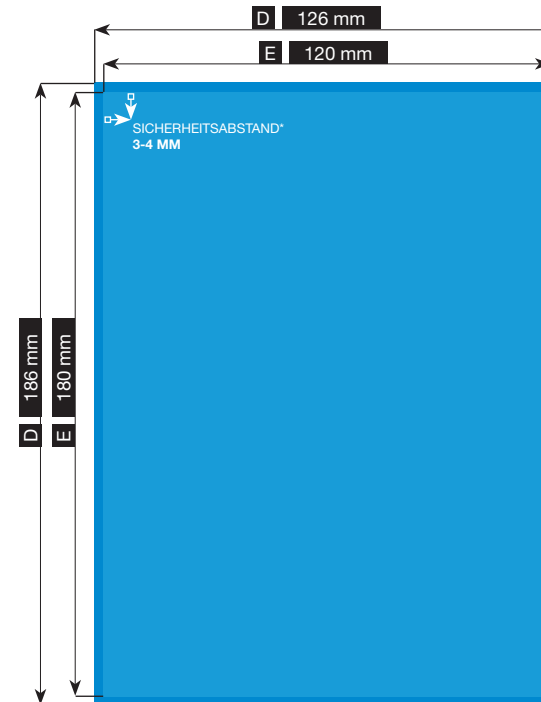 D 126 mm
E 120 mm
SICHERHEITSABSTAND*
3-4 MM
D 186 mm
E 180 mm